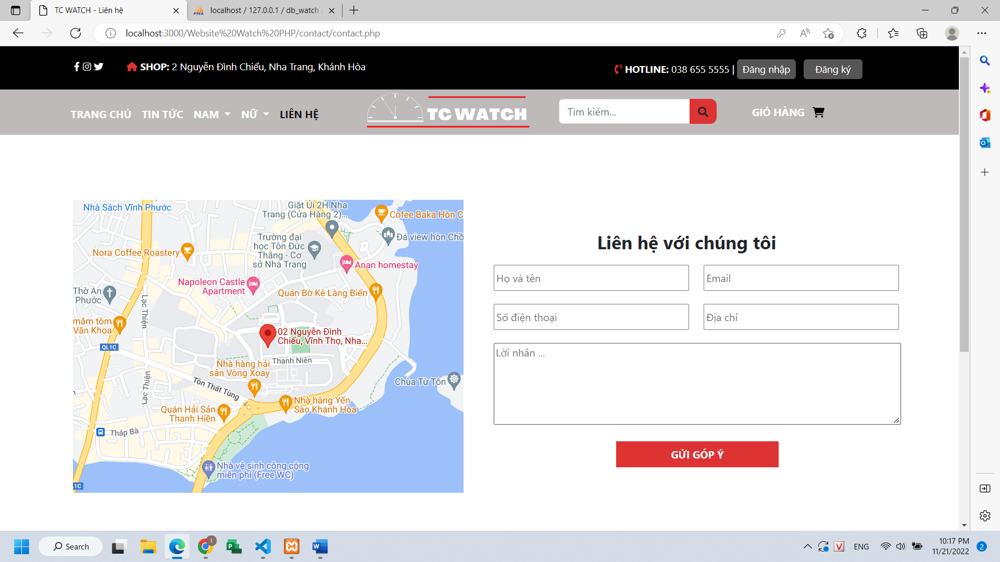 TC WATCH - Liên hệ
localhost / 127.0.0.1 / db_watch /
localhost:3000/Website%20Watch%20PHP/contact/contact.php
SHOP: 2 Nguyễn Đình Chiểu, Nha Trang, Khánh Hòa
HOTLINE: 038 655 5555 | Đăng nhập Đăng ký
TRANG CHỦ TIN TỨC NAM NỮ LIÊN HỆ
TC WATCH
Tìm kiếm...
GIỎ HÀNG
Nhà Sách Vĩnh Phước
Giặt Ủi 2H Nha
Trang (Cửa Hàng 2)...
Cofee Baka Hòn C
Đá view hòn Chồ
Trường đại
học Tôn Đức
Thắng - Cơ
sở Nha Trang
Nora Coffee Roastery
Anan homestay
Napoleon Castle
Apartment
Quán Bờ Kè Làng Biển
Thờ An
Phước
Lạc Thiện
mắm tôm
Văn Khoa
02 Nguyễn Đình
Chiểu, Vĩnh Thọ, Nha...
QL1C
Thanh Niên
Nhà hàng hải
sản Vòng Xoay
Lạc Thiện
Tôn Thất Tùng
Chùa Từ Tôn
Nhà hàng Yến
Sào Khánh Hòa
Quán Hải Sản
Thanh Hiền
Tháp Bà
Nhà vệ sinh công cộng
miễn phí (Free WC)
L1C
Liên hệ với chúng tôi
Họ và tên
Email
Số điện thoại
Địa chỉ
Lời nhắn ...
GỬI GÓP Ý
Search
ENG
10:17 PM
11/21/2022
2